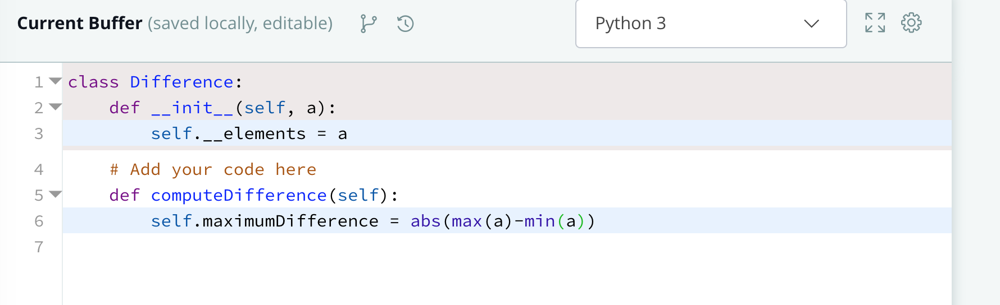 Current Buffer (saved locally, editable)
Python 3
1 class Difference:
2     def __init__(self, a):
3         self.__elements = a
4     # Add your code here
5     def computeDifference(self):
6         self.maximumDifference = abs(max(a)-min(a))
7